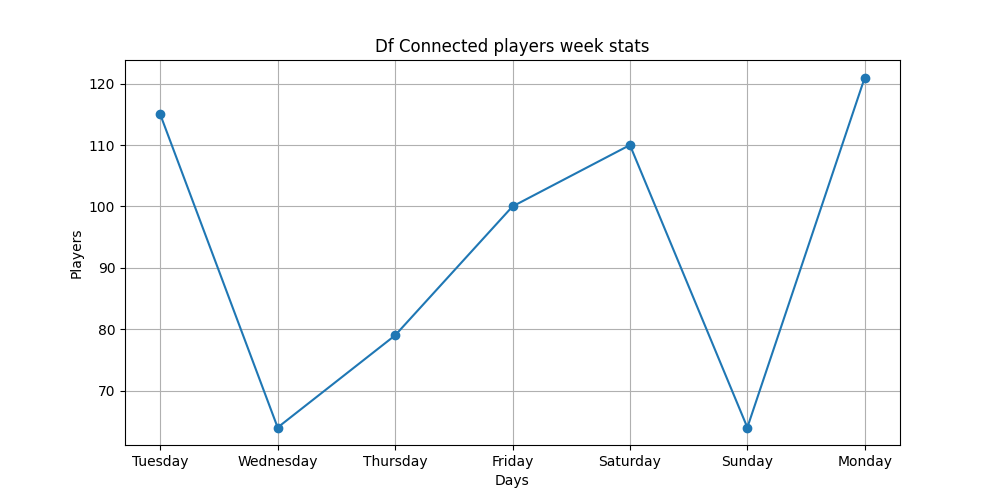 Df Connected players week stats
120
110
100
90
80
70
Players
Tuesday Wednesday Thursday Friday Saturday Sunday Monday
Days